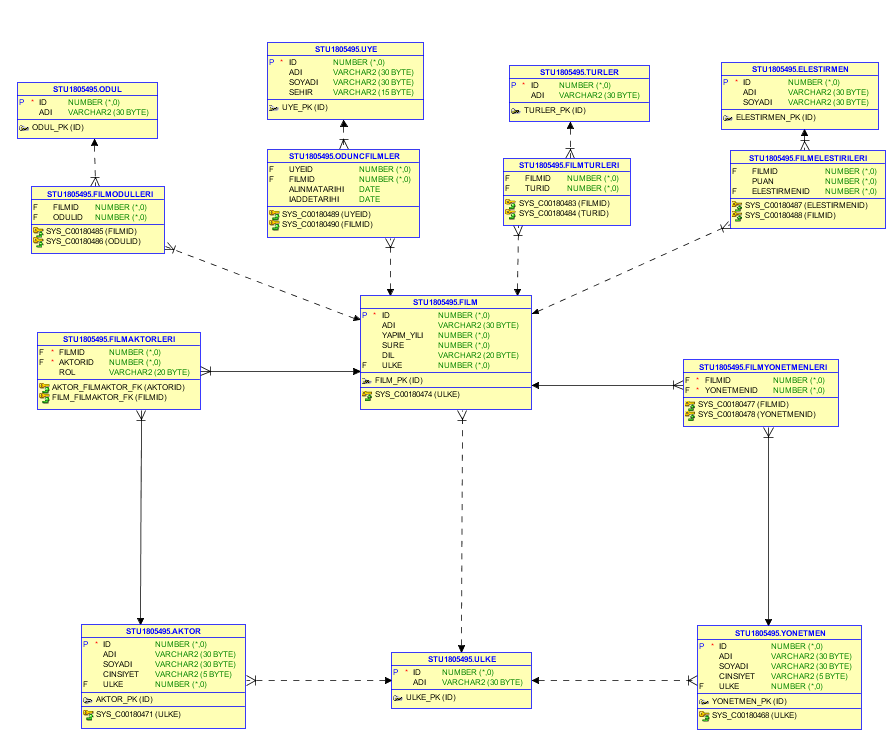 STU1805495.ODUL
P * ID NUMBER (*,0)
ADI VARCHAR2 (30 BYTE)
ODUL_PK (ID)
STU1805495.UYE
P * ID NUMBER (*,0)
ADI VARCHAR2 (30 BYTE)
SOYADI VARCHAR2 (30 BYTE)
SEHIR VARCHAR2 (15 BYTE)
UYE_PK (ID)
STU1805495.TURLER
P * ID NUMBER (*,0)
ADI VARCHAR2 (30 BYTE)
TURLER_PK (ID)
STU1805495.ELESTIRMEN
P * ID NUMBER (*,0)
ADI VARCHAR2 (30 BYTE)
SOYADI VARCHAR2 (30 BYTE)
ELESTIRMEN_PK (ID)
STU1805495.FILMODULLERI
F FILMID NUMBER (*,0)
F ODULID NUMBER (*,0)
SYS_C00180485 (FILMID)
SYS_C00180486 (ODULID)
STU1805495.ODUNCFILMLER
F UYEID NUMBER (*,0)
F FILMID NUMBER (*,0)
ALINMATARIHI DATE
IADDETARIHI DATE
SYS_C00180489 (UYEID)
SYS_C00180490 (FILMID)
STU1805495.FILMTURLERI
F FILMID NUMBER (*,0)
F TURID NUMBER (*,0)
SYS_C00180483 (FILMID)
SYS_C00180484 (TURID)
STU1805495.FILMELESTIRILERI
F FILMID NUMBER (*,0)
PUAN NUMBER (*,0)
F ELESTIRMENID NUMBER (*,0)
SYS_C00180487 (ELESTIRMENID)
SYS_C00180488 (FILMID)
STU1805495.FILM
P * ID NUMBER (*,0)
ADI VARCHAR2 (30 BYTE)
YAPIM_YILI NUMBER (*,0)
SURE NUMBER (*,0)
DIL VARCHAR2 (20 BYTE)
F ULKE NUMBER (*,0)
FILM_PK (ID)
SYS_C00180474 (ULKE)
STU1805495.FILMAKTORLERI
F * FILMID NUMBER (*,0)
F * AKTORID NUMBER (*,0)
ROL VARCHAR2 (20 BYTE)
AKTOR_FILMAKTOR_FK (AKTORID)
FILM_FILMAKTOR_FK (FILMID)
STU1805495.FILMYONETMENLERI
F * FILMID NUMBER (*,0)
F * YONETMENID NUMBER (*,0)
SYS_C00180477 (FILMID)
SYS_C00180478 (YONETMENID)
STU1805495.AKTOR
P * ID NUMBER (*,0)
ADI VARCHAR2 (30 BYTE)
SOYADI VARCHAR2 (30 BYTE)
CINSIYET VARCHAR2 (5 BYTE)
F ULKE NUMBER (*,0)
AKTOR_PK (ID)
SYS_C00180471 (ULKE)
STU1805495.ULKE
P * ID NUMBER (*,0)
ADI VARCHAR2 (30 BYTE)
ULKE_PK (ID)
STU1805495.YONETMEN
P * ID NUMBER (*,0)
ADI VARCHAR2 (30 BYTE)
SOYADI VARCHAR2 (30 BYTE)
CINSIYET VARCHAR2 (5 BYTE)
F ULKE NUMBER (*,0)
YONETMEN_PK (ID)
SYS_C00180468 (ULKE)